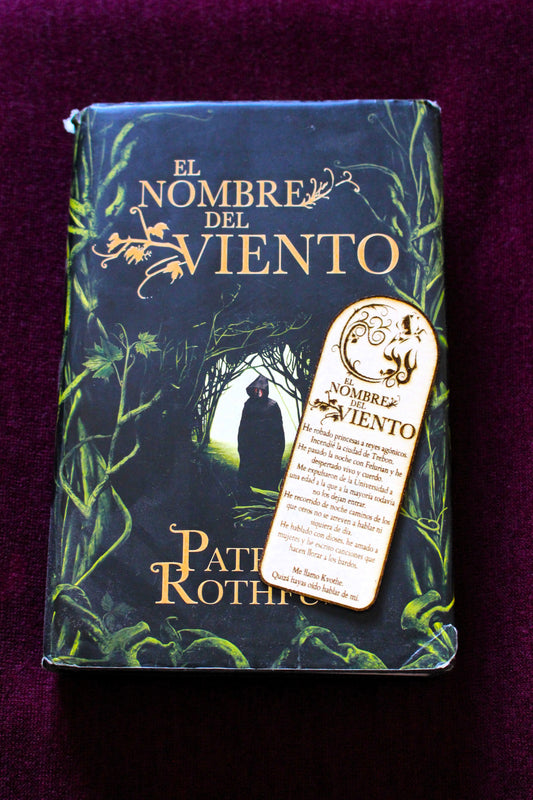 EL
NOMBRE
DEL
VIENTO
PATR
ROTHFU
EL
NOMBRE
DEL
VIENTO
He robado princesas a reyes agónicos.
Incendié la ciudad de Trebon.
He pasado la noche con Felurian y he
despertado vivo y cuerdo.
Me expulsaron de la Universidad a
una edad a la que a la mayoría todavía
no los dejan entrar.
He recorrido de noche caminos de los
que otros no se atreven a hablar ni
siquiera de día.
He hablado con dioses, he amado a
mujeres y he escrito canciones que
hacen llorar a los bardos.
Me llamo Kvothe.
Quizá hayas oído hablar de mí.